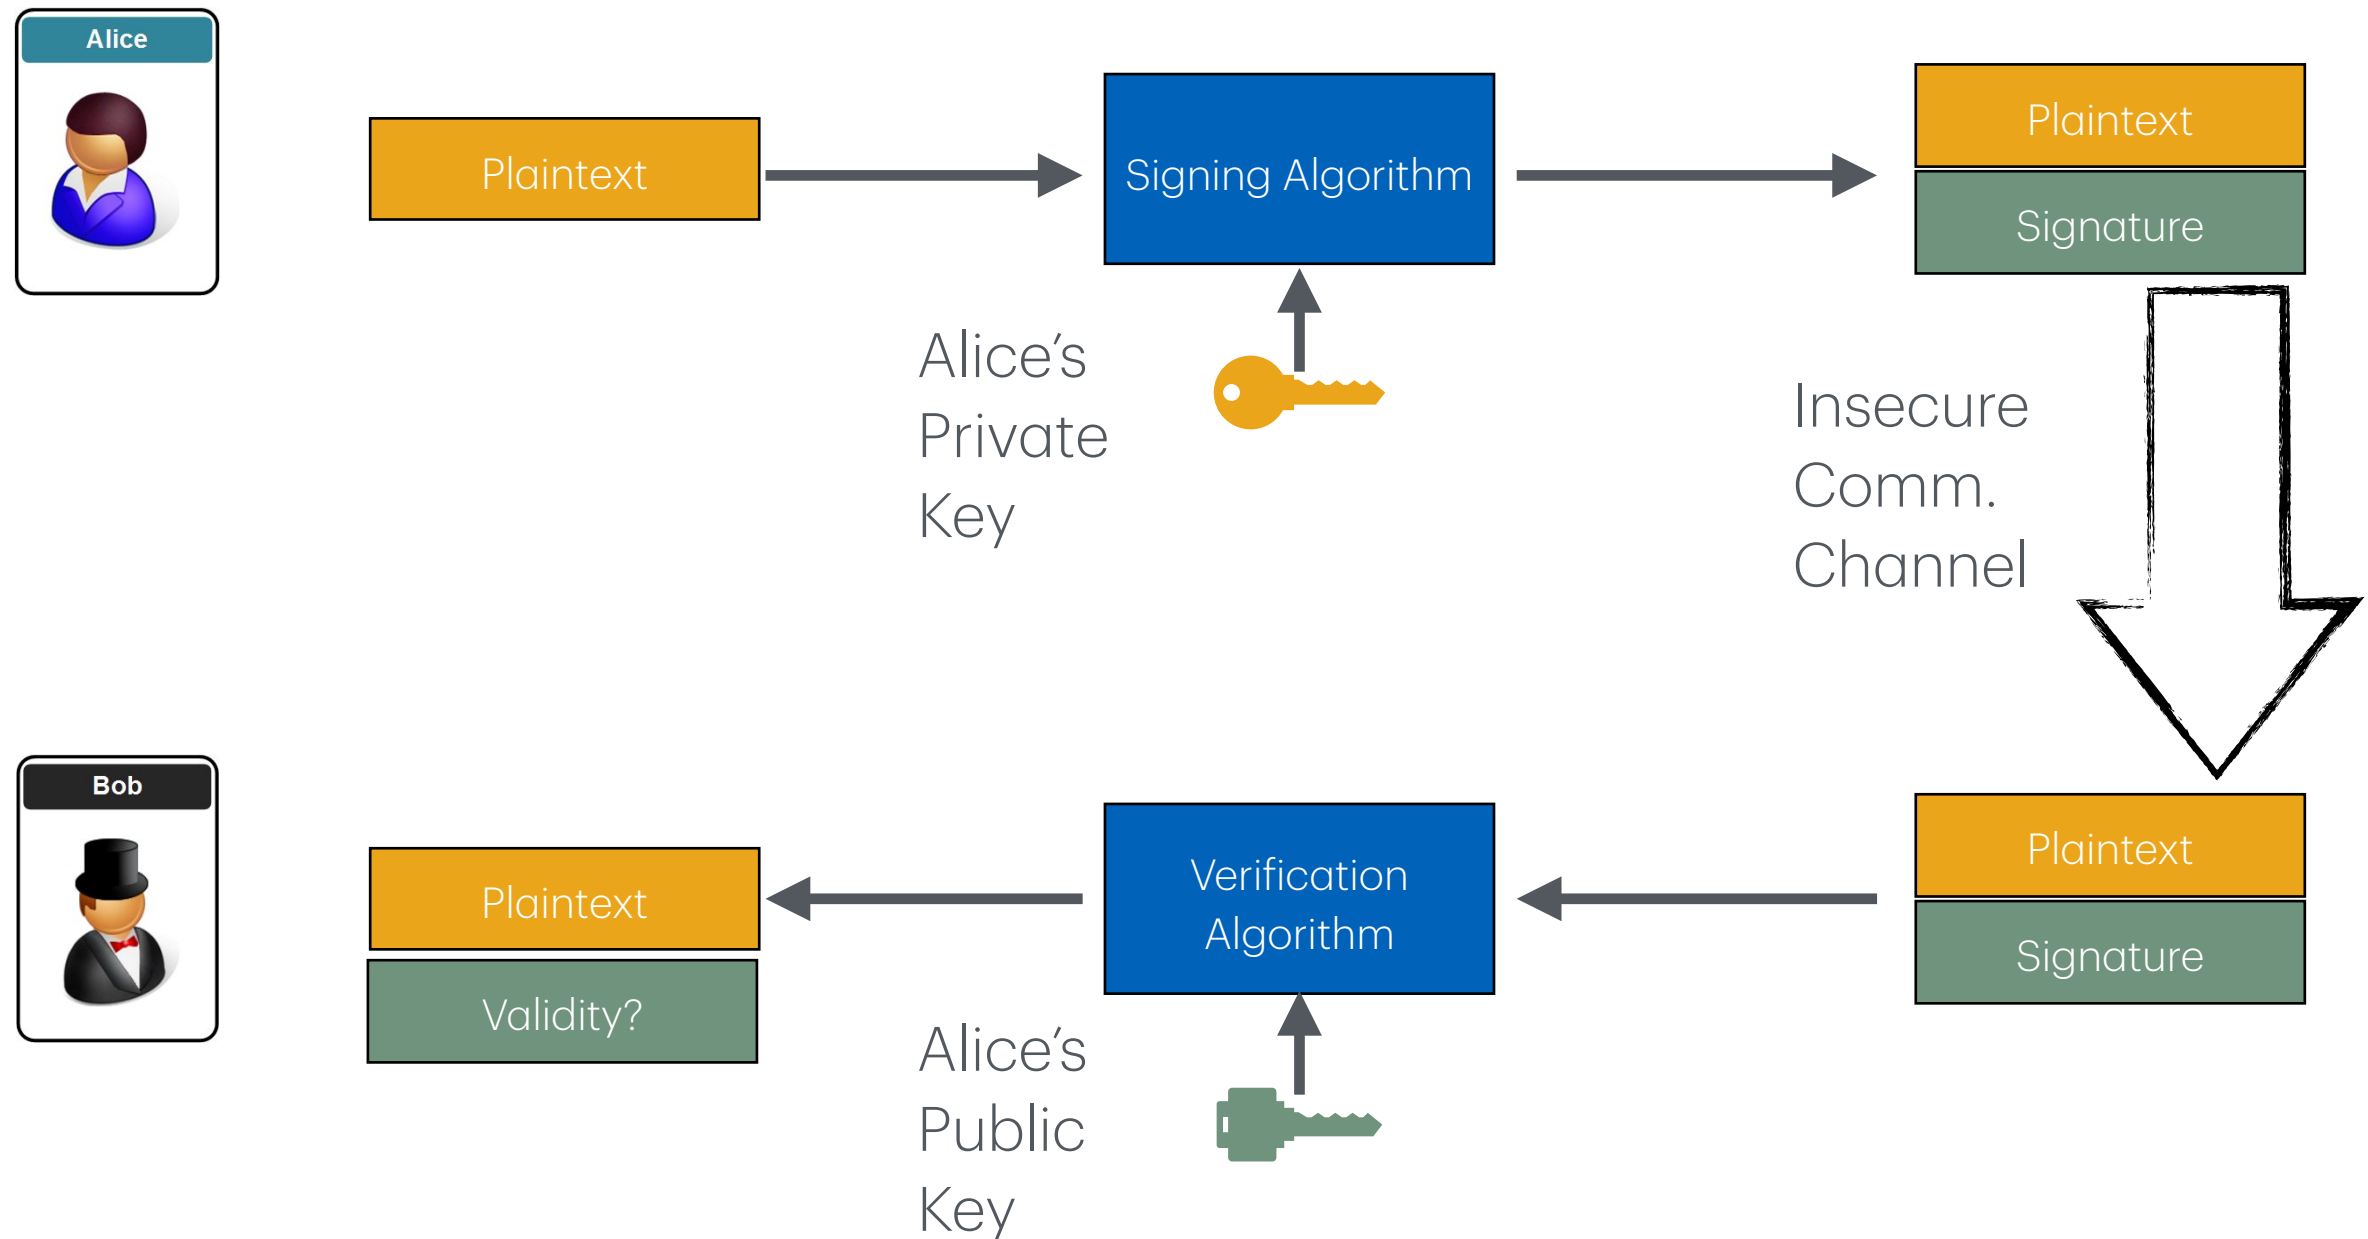 Alice
Plaintext
Signing Algorithm
Plaintext
Signature
Alice’s
Private
Key
Insecure
Comm.
Channel
Bob
Plaintext
Validity?
Verification
Algorithm
Plaintext
Signature
Alice’s
Public
Key